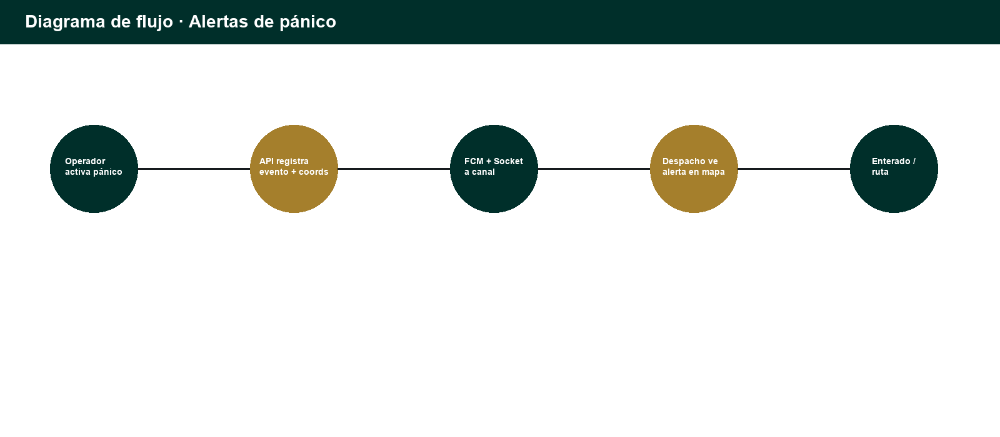 Diagrama de flujo · Alertas de pánico
Operador
activa pánico
API registra
evento + coords
FCM + Socket
a canal
Despacho ve
alerta en mapa
Enterado /
ruta